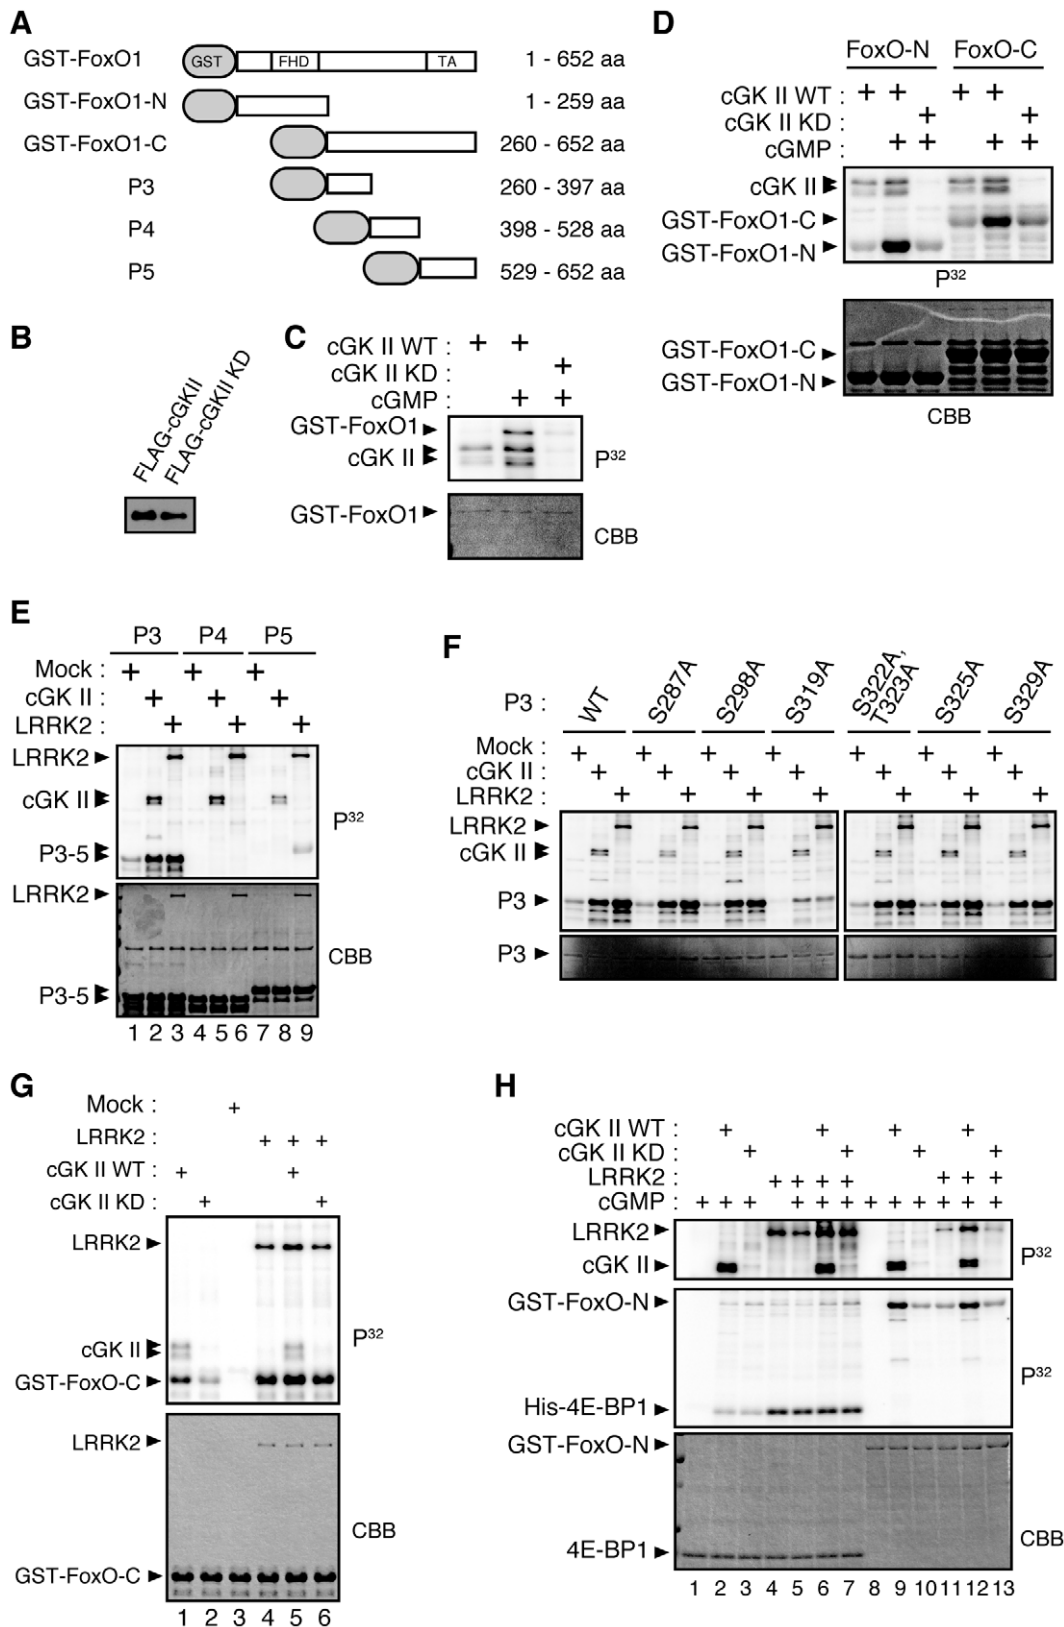 A
GST-FoxO1 GST FHD TA 1 - 652 aa
GST-FoxO1-N 1 - 259 aa
GST-FoxO1-C 260 - 652 aa
P3 260 - 397 aa
P4 398 - 528 aa
P5 529 - 652 aa
B
FLAG-cGKII
FLAG-cGKII KD
C
cGK II WT : + +
cGK II KD : +
cGMP : + +
GST-FoxO1
cGK II
P32
GST-FoxO1
CBB
D
FoxO-N FoxO-C
cGK II WT : + + + +
cGK II KD : + +
cGMP : + + + +
cGK II
GST-FoxO1-C
GST-FoxO1-N
P32
GST-FoxO1-C
GST-FoxO1-N
CBB
E
P3 P4 P5
Mock : + + +
cGK II : + + +
LRRK2 : + + +
LRRK2
cGK II
P3-5
P32
LRRK2
CBB
P3-5
1 2 3 4 5 6 7 8 9
F
P3 : WT S287A S298A S319A S322A, T323A S325A S329A
Mock : + + + + + + +
cGK II : + + + + + + +
LRRK2 : + + + + + + +
LRRK2
cGK II
P3
P3
G
Mock : +
LRRK2 : + + +
cGK II WT : + +
cGK II KD : + +
LRRK2
cGK II
P32
GST-FoxO-C
LRRK2
CBB
GST-FoxO-C
1 2 3 4 5 6
H
cGK II WT : + + + +
cGK II KD : + + + +
LRRK2 : + + + + + + +
cGMP : + + + + + + + + + + + +
LRRK2
cGK II
P32
GST-FoxO-N
P32
His-4E-BP1
GST-FoxO-N
CBB
4E-BP1
1 2 3 4 5 6 7 8 9 10 11 12 13